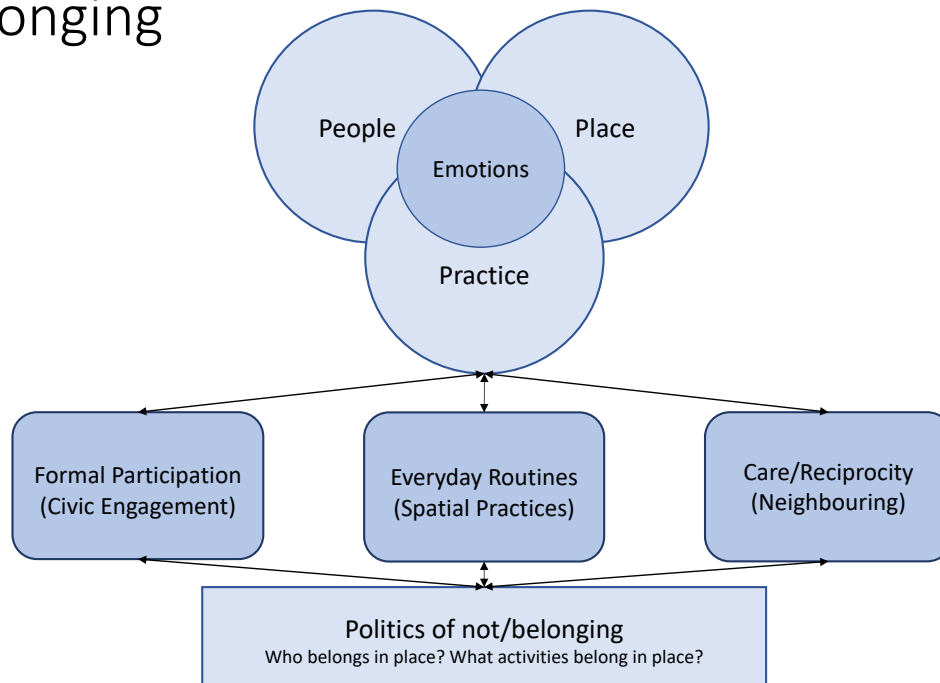 onging
People
Place
Emotions
Practice
Formal Participation
(Civic Engagement)
Everyday Routines
(Spatial Practices)
Care/Reciprocity
(Neighbouring)
Politics of not/belonging
Who belongs in place? What activities belong in place?